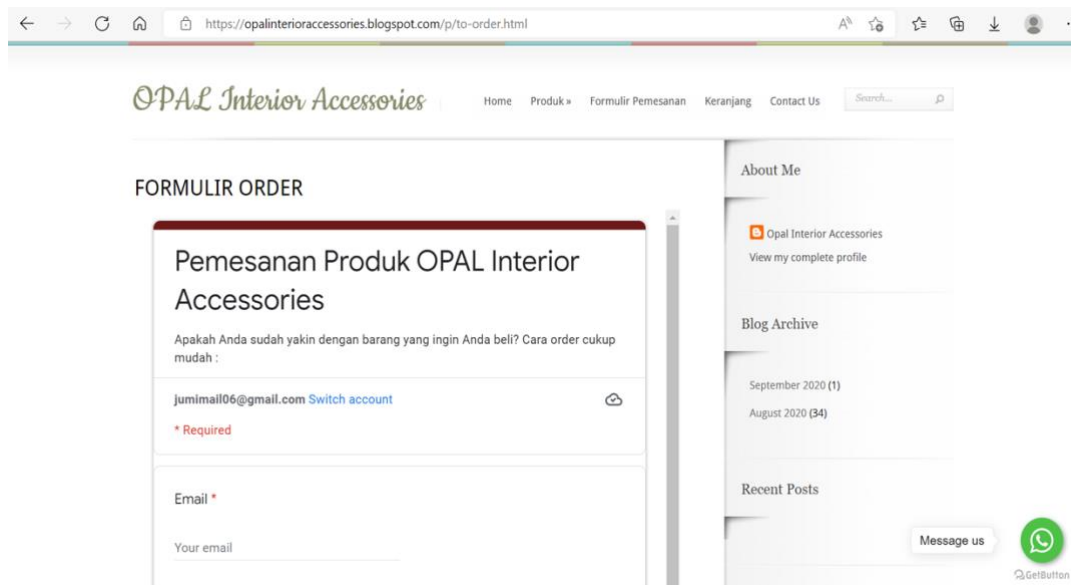 https://opalinterioraccessories.blogspot.com/p/to-order.html
OPAL Interior Accessories
Home Produk » Formulir Pemesanan Keranjang Contact Us Search...
FORMULIR ORDER
Pemesanan Produk OPAL Interior
Accessories
Apakah Anda sudah yakin dengan barang yang ingin Anda beli? Cara order cukup
mudah :
jumimail06@gmail.com Switch account
* Required
Email *
Your email
About Me
Opal Interior Accessories
View my complete profile
Blog Archive
September 2020 (1)
August 2020 (34)
Recent Posts
Message us
GetButton